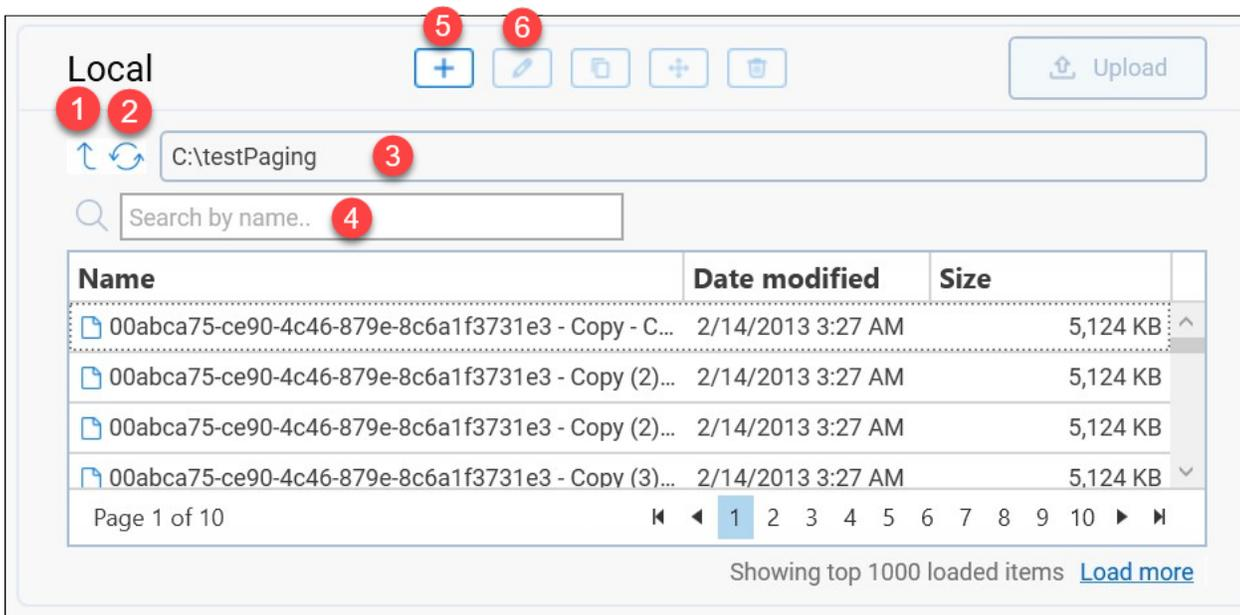 5 6
Local
Upload
1 2
C:\testPaging 3
Search by name.. 4
Name Date modified Size
00abca75-ce90-4c46-879e-8c6a1f3731e3 - Copy - C... 2/14/2013 3:27 AM 5,124 KB
00abca75-ce90-4c46-879e-8c6a1f3731e3 - Copy (2)... 2/14/2013 3:27 AM 5,124 KB
00abca75-ce90-4c46-879e-8c6a1f3731e3 - Copy (2)... 2/14/2013 3:27 AM 5,124 KB
00abca75-ce90-4c46-879e-8c6a1f3731e3 - Copy (3)... 2/14/2013 3:27 AM 5,124 KB
Page 1 of 10 1 2 3 4 5 6 7 8 9 10
Showing top 1000 loaded items Load more